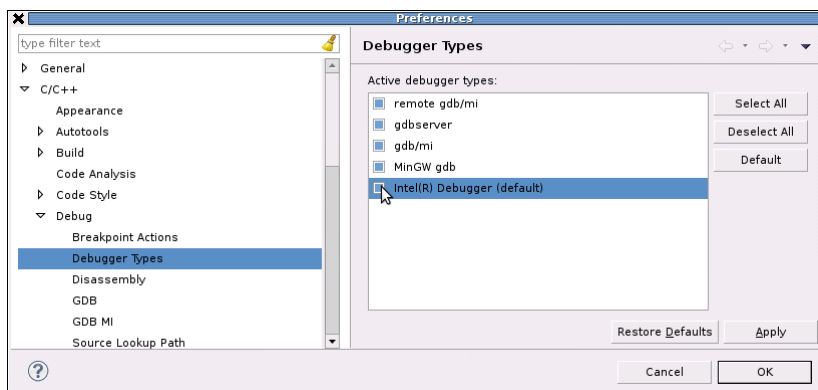 Preferences
type filter text
General
C/C++
Appearance
Autotools
Build
Code Analysis
Code Style
Debug
Breakpoint Actions
Debugger Types
Disassembly
GDB
GDB MI
Source Lookup Path
Debugger Types
Active debugger types:
remote gdb/mi
gdbserver
gdb/mi
MinGW gdb
Intel(R) Debugger (default)
Select All
Deselect All
Default
Restore Defaults
Apply
?
Cancel
OK